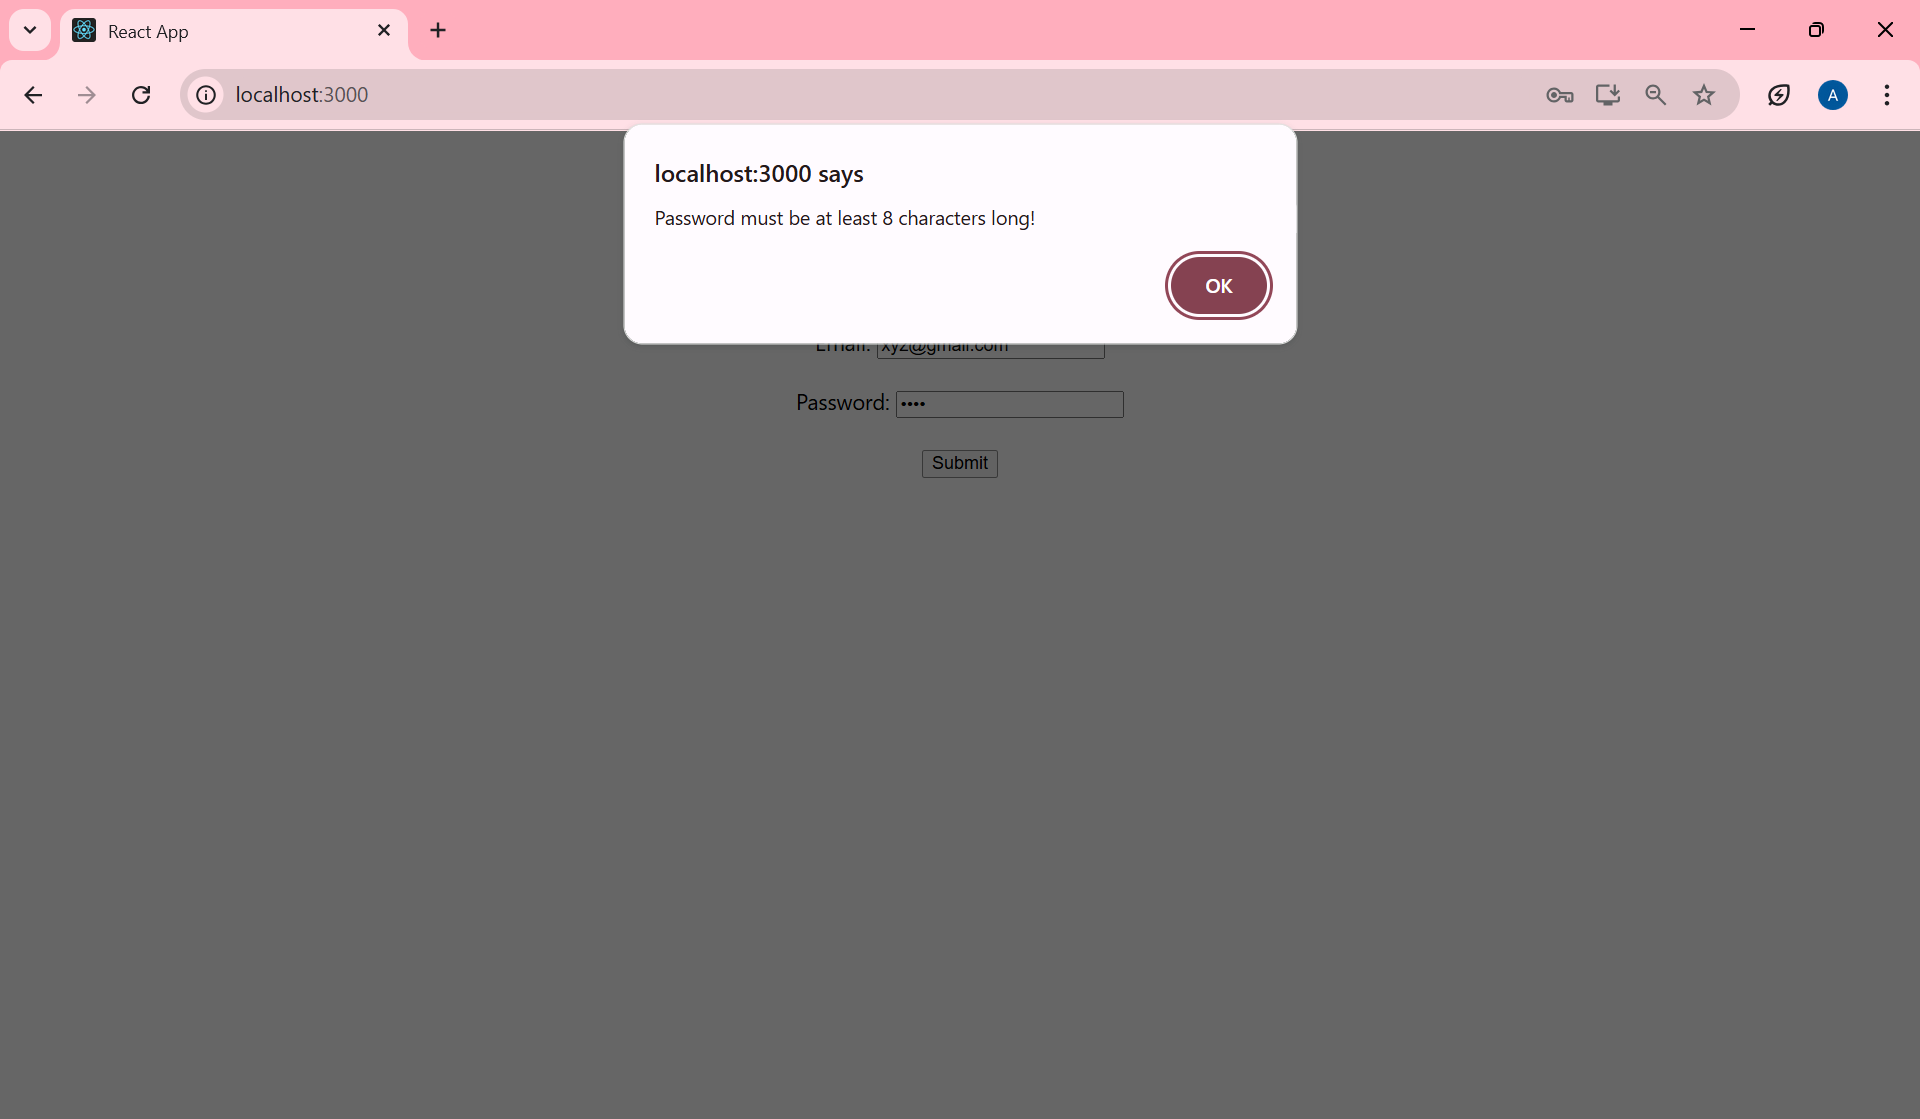 React App
localhost:3000
A
localhost:3000 says
Password must be at least 8 characters long!
OK
Email: xyz@gmail.com
Password: ••••
Submit